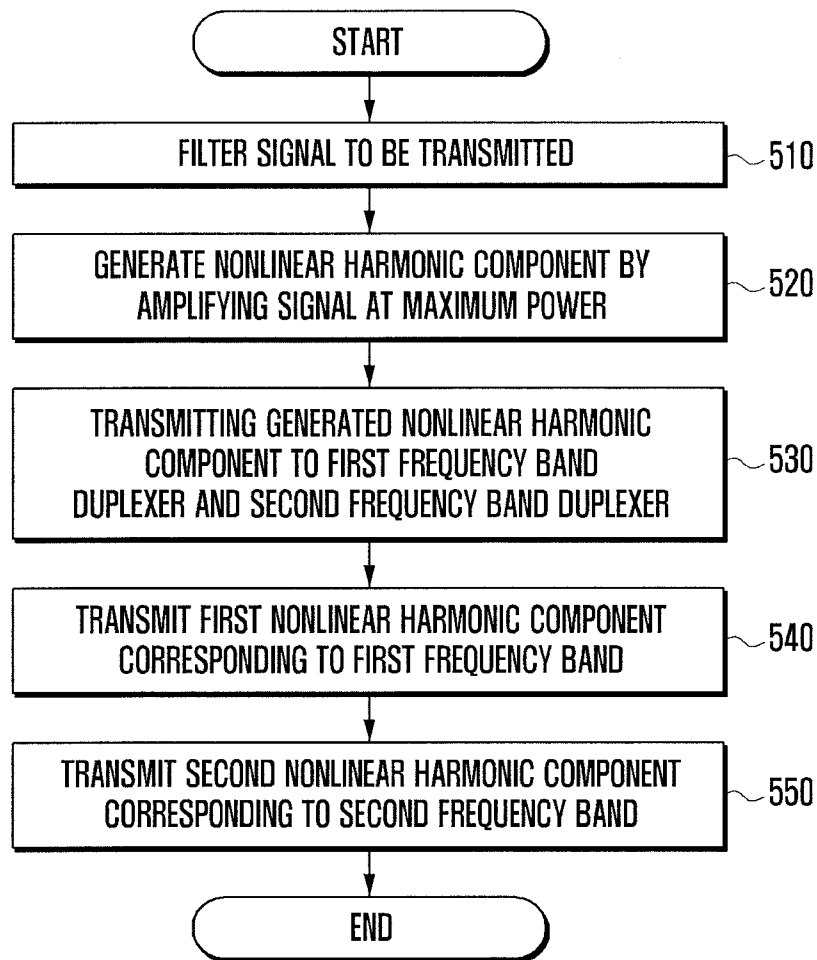 START
FILTER SIGNAL TO BE TRANSMITTED
510
GENERATE NONLINEAR HARMONIC COMPONENT BY
AMPLIFYING SIGNAL AT MAXIMUM POWER
520
TRANSMITTING GENERATED NONLINEAR HARMONIC
COMPONENT TO FIRST FREQUENCY BAND
DUPLEXER AND SECOND FREQUENCY BAND DUPLEXER
530
TRANSMIT FIRST NONLINEAR HARMONIC COMPONENT
CORRESPONDING TO FIRST FREQUENCY BAND
540
TRANSMIT SECOND NONLINEAR HARMONIC COMPONENT
CORRESPONDING TO SECOND FREQUENCY BAND
550
END